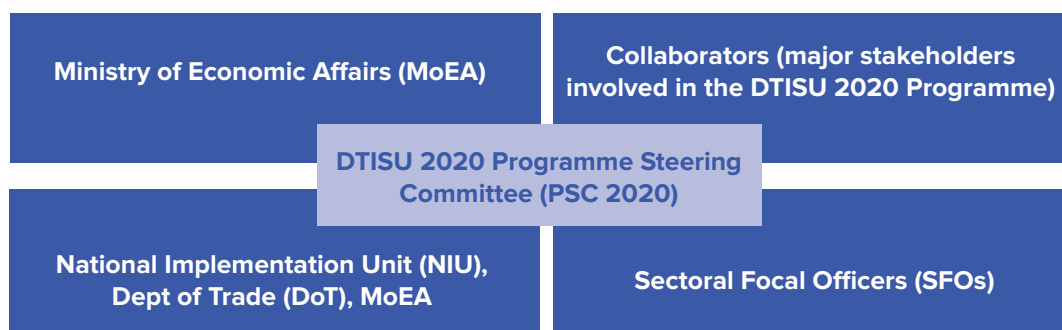 Ministry of Economic Affairs (MoEA)
Collaborators (major stakeholders
involved in the DTISU 2020 Programme)
DTISU 2020 Programme Steering
Committee (PSC 2020)
National Implementation Unit (NIU),
Dept of Trade (DoT), MoEA
Sectoral Focal Officers (SFOs)